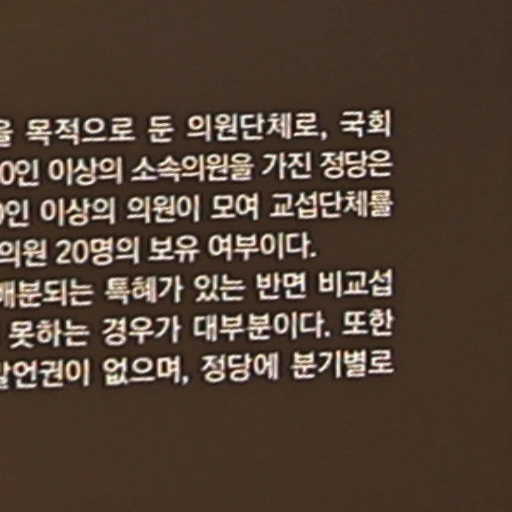 을 목적으로 둔 의원단체로, 국회
0인 이상의 소속의원을 가진 정당은
0인 이상의 의원이 모여 교섭단체를
의원 20명의 보유 여부이다.
배분되는 특혜가 있는 반면 비교섭
못하는 경우가 대부분이다. 또한
발언권이 없으며, 정당에 분기별로